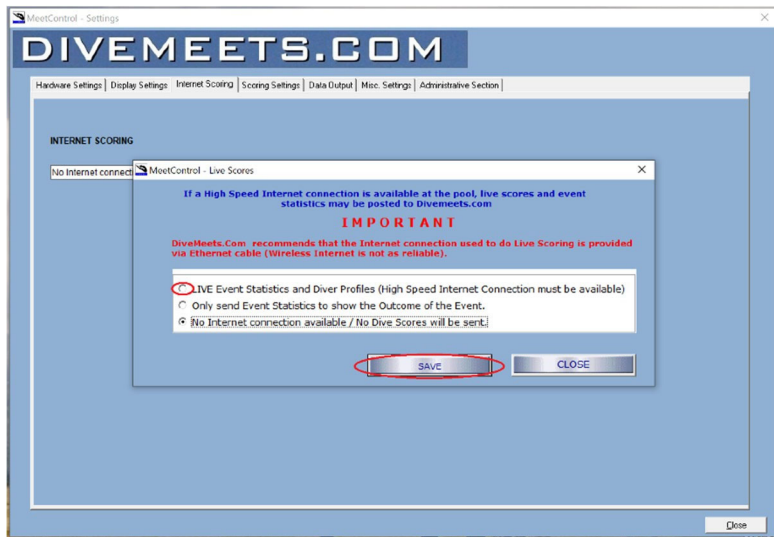 MeetControl - Settings
DIVEMEETS.COM
Hardware Settings Display Settings Internet Scoring Scoring Settings Data Output Misc. Settings Administrative Section
INTERNET SCORING
No Internet connect
MeetControl - Live Scores
If a High Speed Internet connection is available at the pool, live scores and event
statistics may be posted to Divemeets.com
IMPORTANT
DiveMeets.Com recommends that the Internet connection used to do Live Scoring is provided
via Ethernet cable (Wireless Internet is not as reliable).
LIVE Event Statistics and Diver Profiles (High Speed Internet Connection must be available)
Only send Event Statistics to show the Outcome of the Event.
No Internet connection available / No Dive Scores will be sent.
SAVE CLOSE
Close